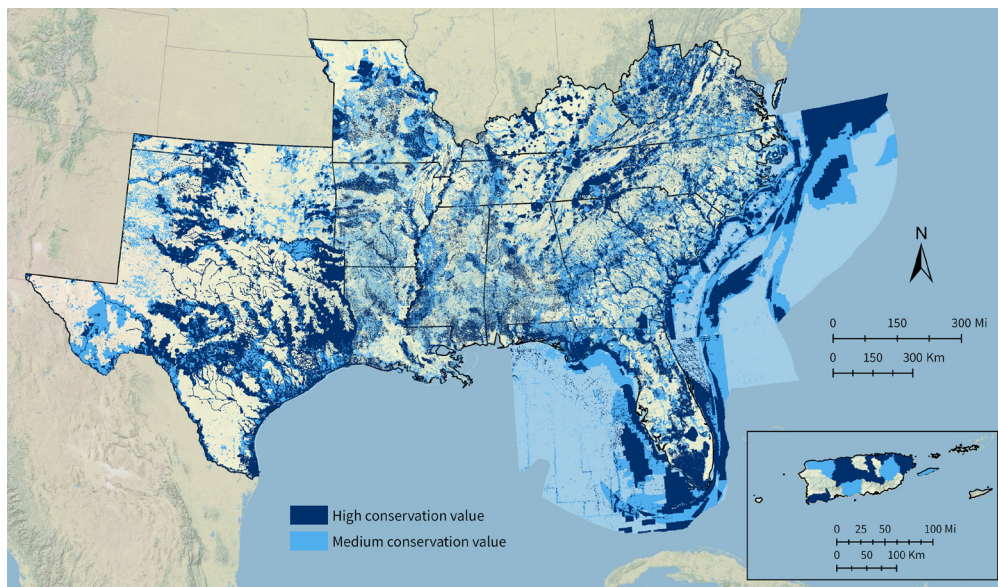 N
0 150 300 Mi
0 150 300 Km
High conservation value
Medium conservation value
0 25 50 100 Mi
0 50 100 Km